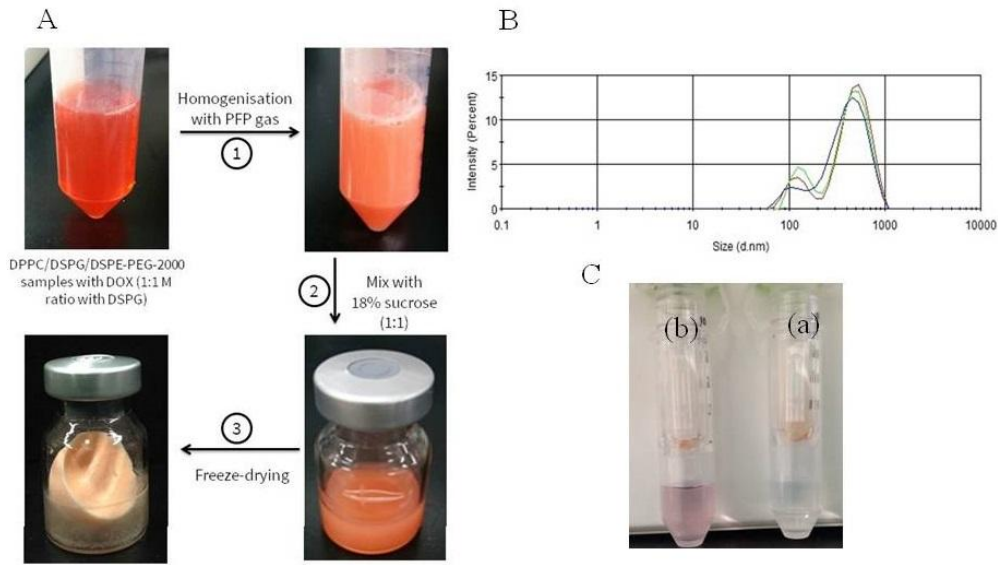 A
Homogenisation
with PFP gas
1
DPPC/DSPG/DSPE-PEG-2000
samples with DOX (1:1 M
ratio with DSPG)
2
Mix with
18% sucrose
(1:1)
3
Freeze-drying
B
15
10
5
0
Intensity (Percent)
0.1 1 10 100 1000 10000
Size (d.nm)
C
(b) (a)